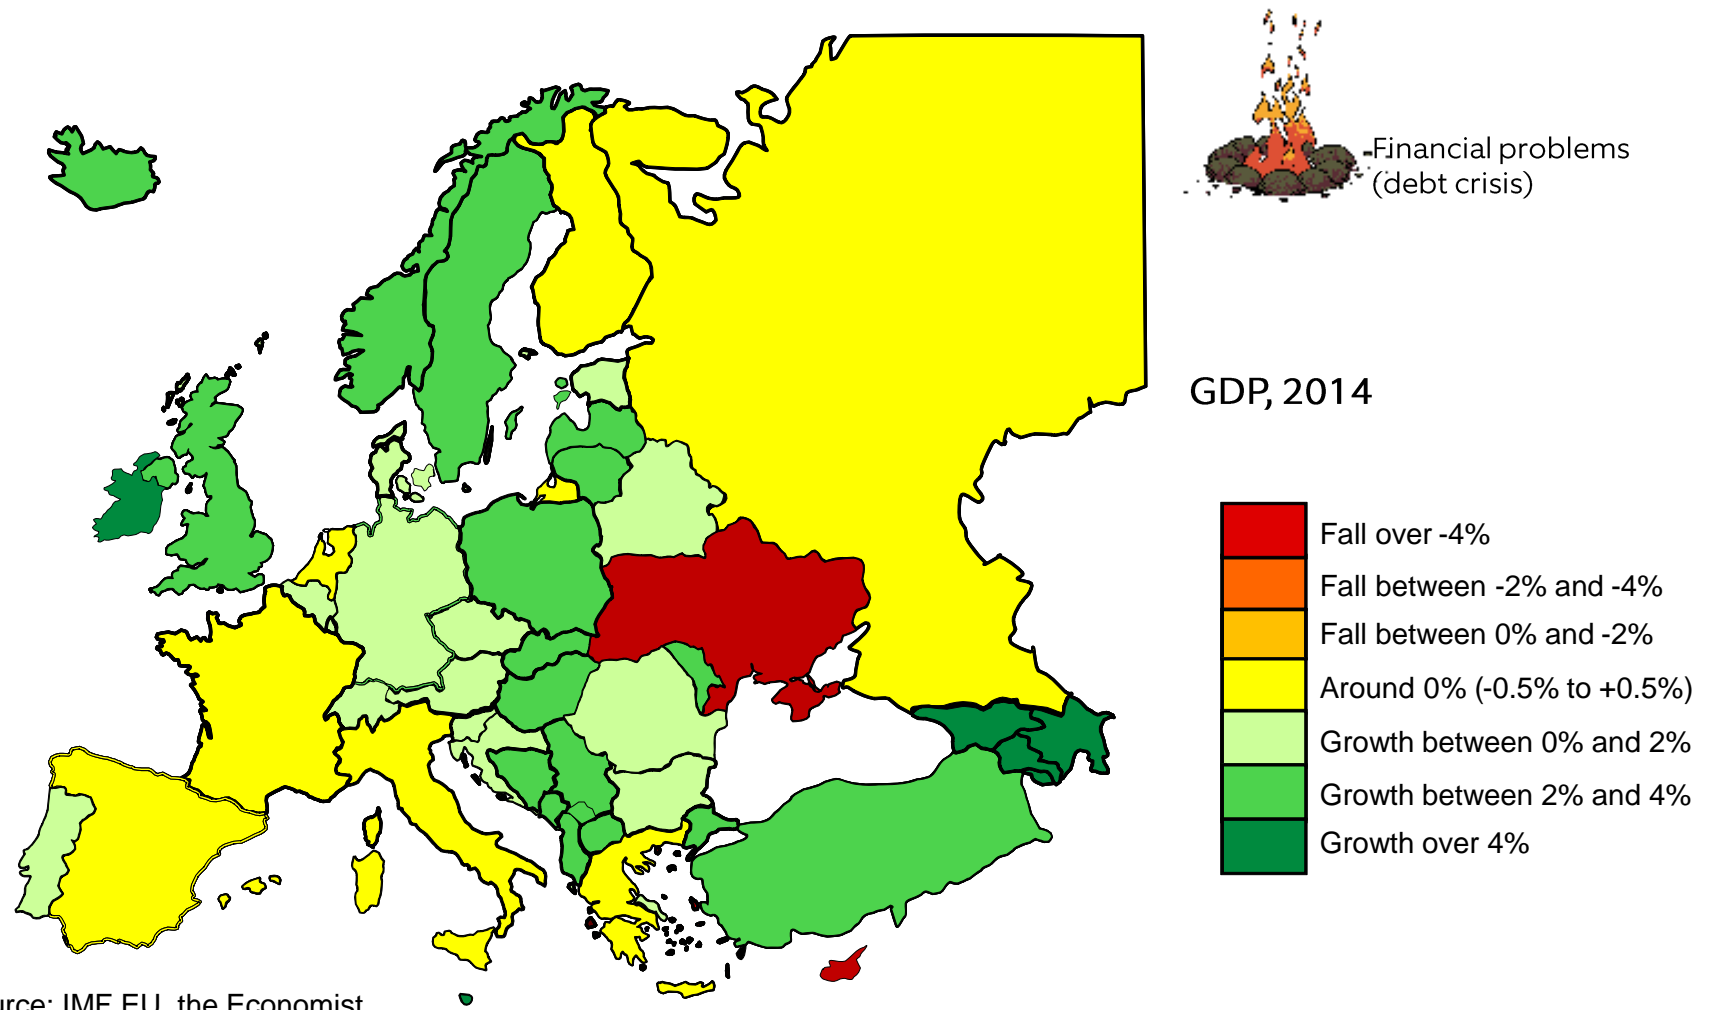 Financial problems
(debt crisis)
GDP, 2014
Fall over -4%
Fall between -2% and -4%
Fall between 0% and -2%
Around 0% (-0.5% to +0.5%)
Growth between 0% and 2%
Growth between 2% and 4%
Growth over 4%
urce: IMF, EU, the Economist